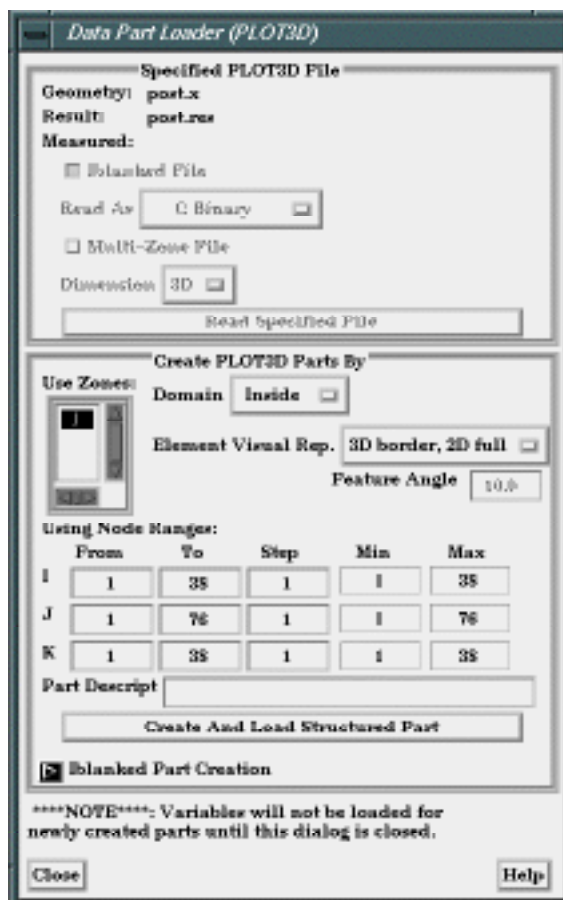 Data Part Loader (PLOT3D)
Specified PLOT3D File
Geometry: post.x
Result: post.res
Measured:
Iblanked File
Read As C Binary
Multi-Zone File
Dimension 3D
Read Specified File
Create PLOT3D Parts By
Use Zones: Domain Inside
1
Element Visual Rep. 3D border, 2D full
Feature Angle 10.0
Using Node Ranges:
From To Step Min Max
I 1 38 1 1 38
J 1 76 1 1 76
K 1 38 1 1 38
Part Descript
Create And Load Structured Part
Iblanked Part Creation
****NOTE****: Variables will not be loaded for
newly created parts until this dialog is closed.
Close Help